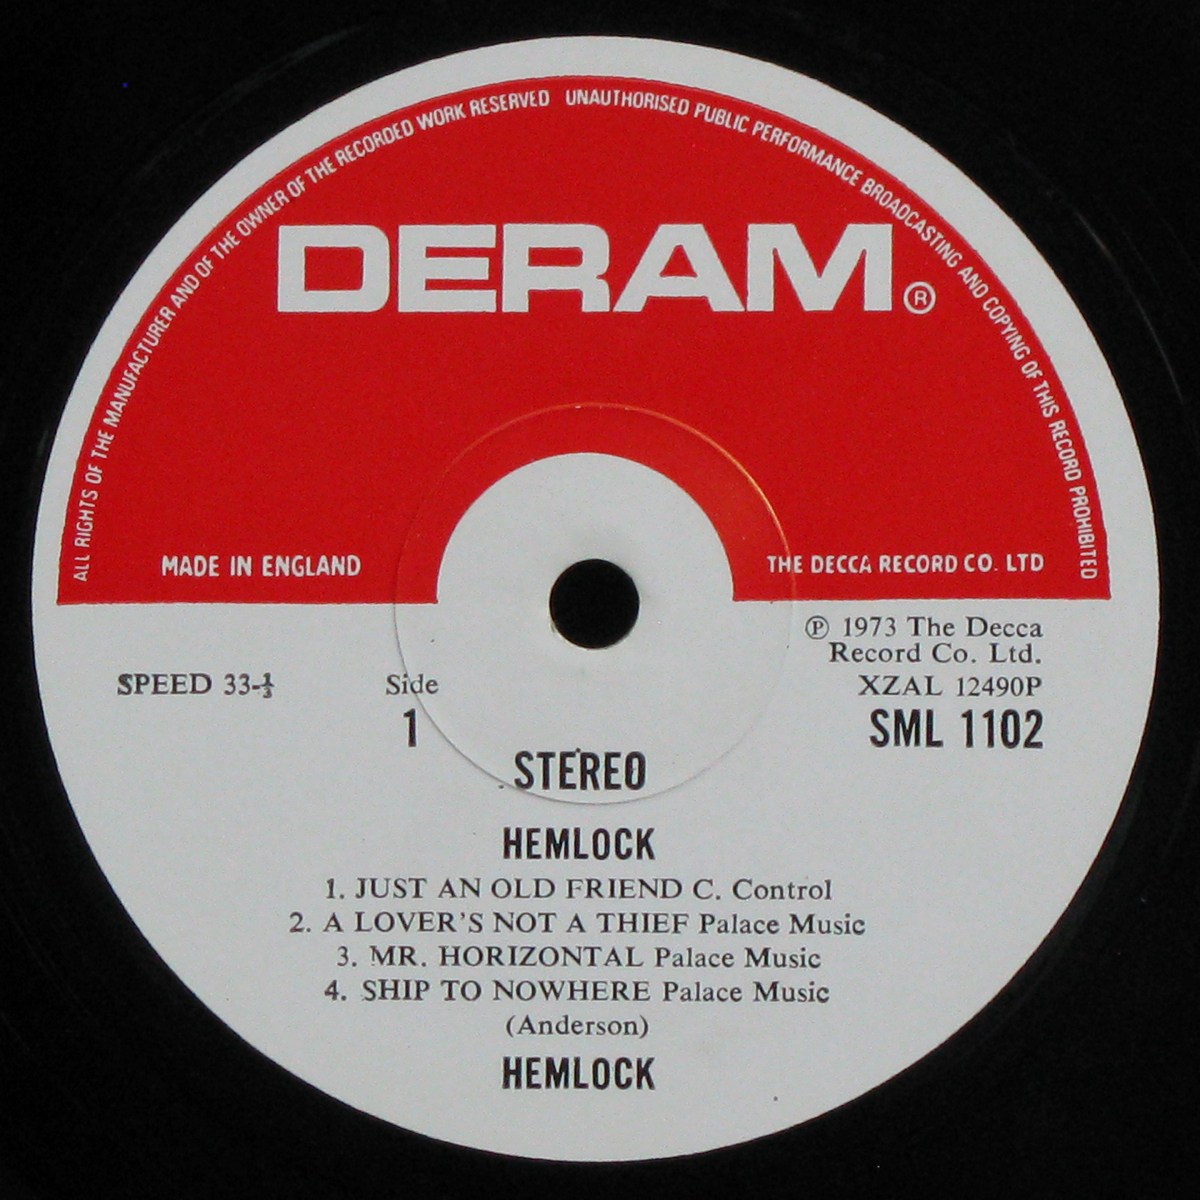 ALL RIGHTS OF THE MANUFACTURER AND OF THE OWNER OF THE RECORDED WORK RESERVED UNAUTHORISED PUBLIC PERFORMANCE BROADCASTING AND COPYING OF THIS RECORD PROHIBITED
DERAM®
MADE IN ENGLAND
THE DECCA RECORD CO. LTD
℗ 1973 The Decca
Record Co. Ltd.
SPEED 33-⅓
Side
XZAL 12490P
1
SML 1102
STEREO
HEMLOCK
1. JUST AN OLD FRIEND C. Control
2. A LOVER'S NOT A THIEF Palace Music
3. MR. HORIZONTAL Palace Music
4. SHIP TO NOWHERE Palace Music
(Anderson)
HEMLOCK